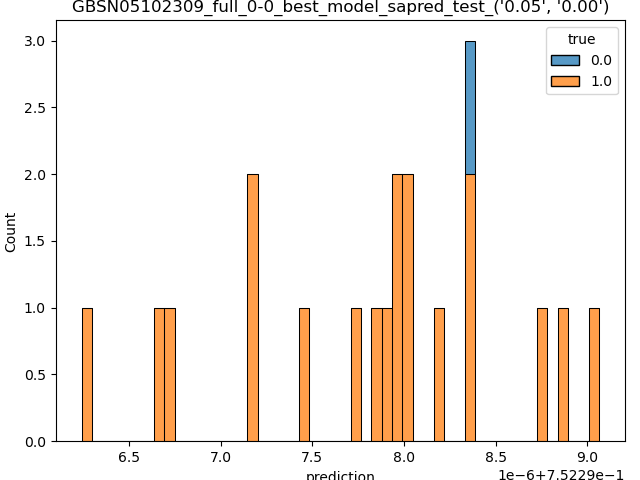 GBSN05102309_full_0-0_best_model_sapred_test_('0.05', '0.00')
3.0
2.5
2.0
1.5
1.0
0.5
0.0
Count
true
0.0
1.0
6.5 7.0 7.5 8.0 8.5 9.0
prediction
1e−6+7.5229e−1